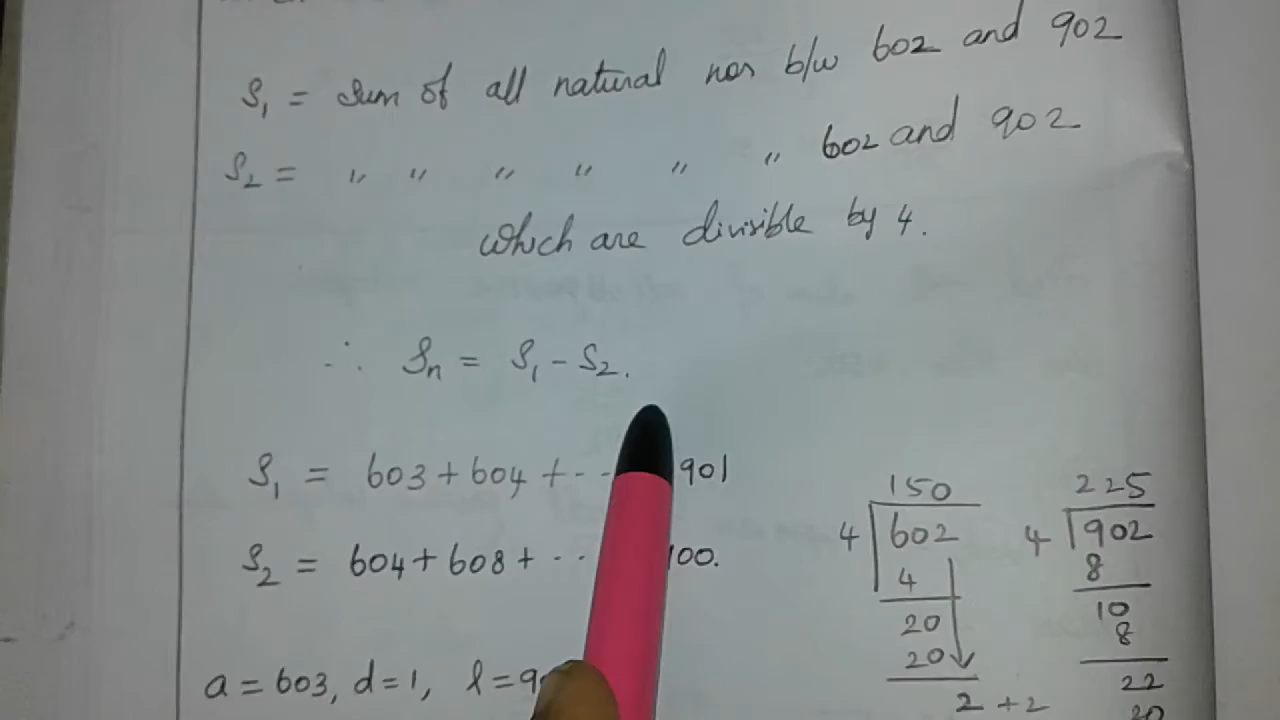 S₁ = Sum of all natural nos b/w 602 and 902
S₂ = " " " " " " 602 and 902
which are divisible by 4.
∴ Sn = S₁ - S₂.
S₁ = 603 + 604 + ·· 901
S₂ = 604 + 608 + ·· 100.
a = 603, d = 1, l = 9
150
4 602
4
20
20
2 + 2
225
4 902
8
10
8
22
20